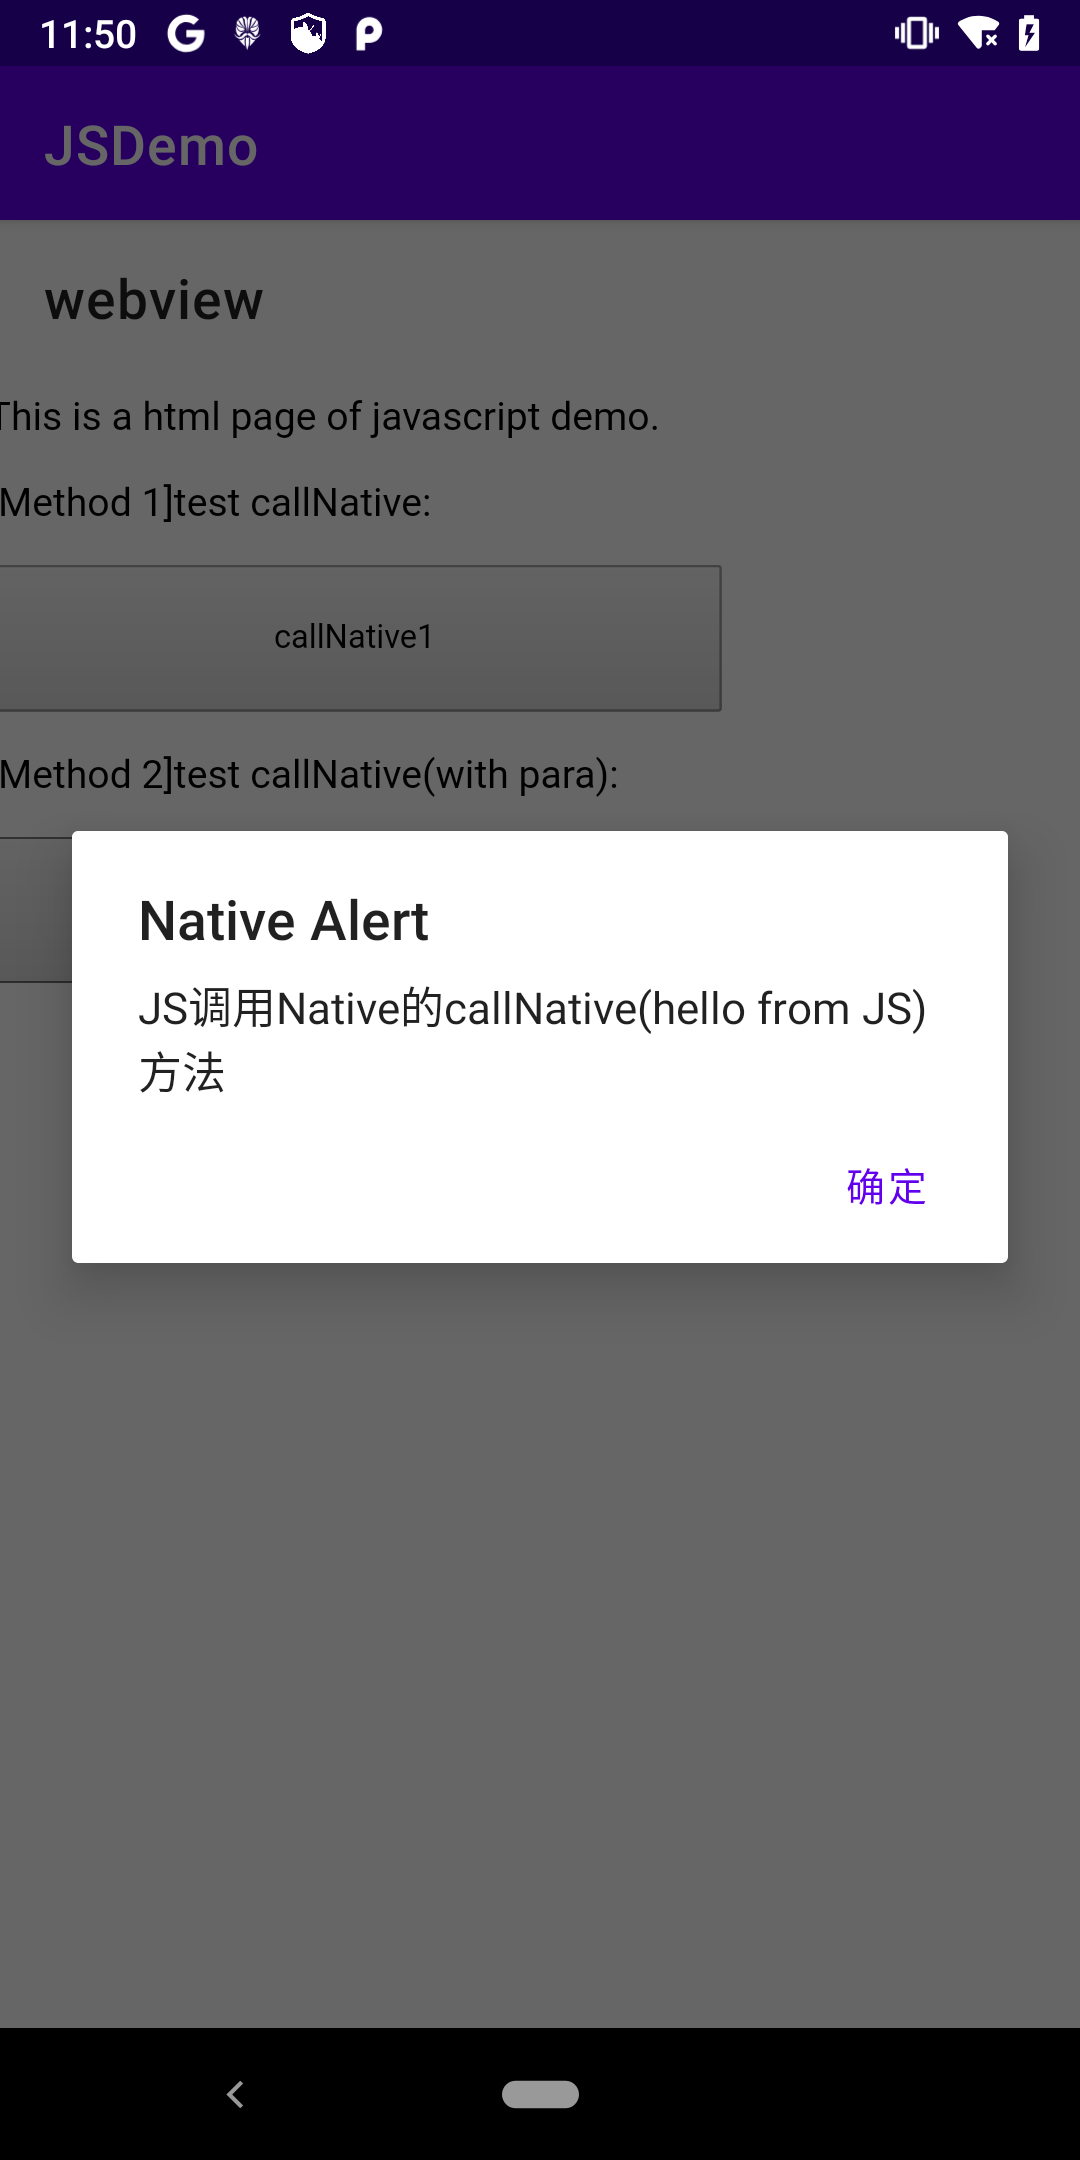 11:50
JSDemo
webview
This is a html page of javascript demo.
Method 1]test callNative:
callNative1
Method 2]test callNative(with para):
Native Alert
JS调用Native的callNative(hello from JS)
方法
确定